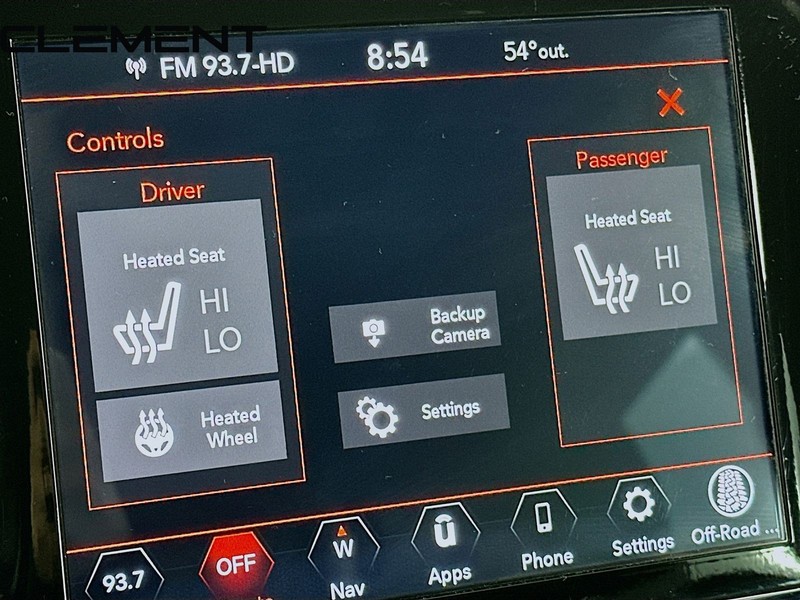 ELEMENT
FM 93.7-HD
8:54
54°out.
Controls
Driver
Heated Seat
HI
LO
Heated
Wheel
Backup
Camera
Settings
Passenger
Heated Seat
HI
LO
93.7
OFF
W
Nav
Apps
Phone
Settings
Off-Road ...